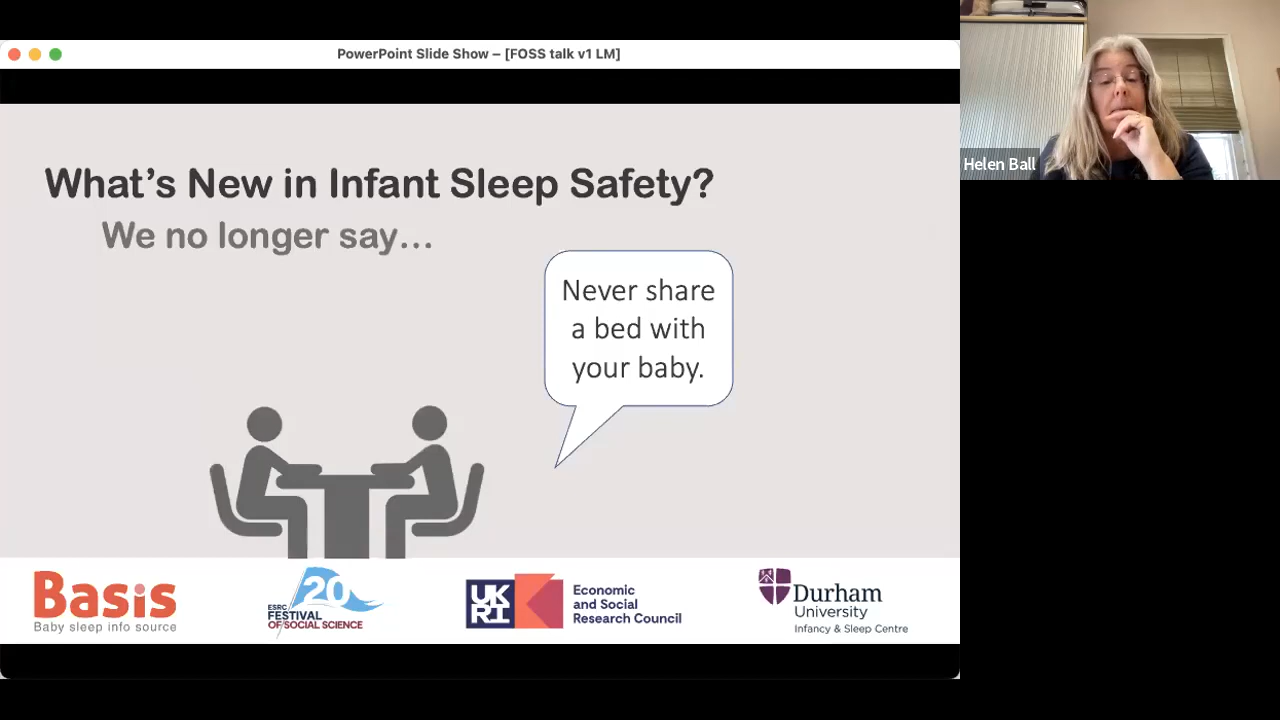 PowerPoint Slide Show – [FOSS talk v1 LM]
Helen Ball
What's New in Infant Sleep Safety?
We no longer say...
Never share
a bed with
your baby.
Basis
Baby sleep info source
20
ESRC
FESTIVAL
OF SOCIAL SCIENCE
UK
RI
Economic
and Social
Research Council
Durham
University
Infancy & Sleep Centre